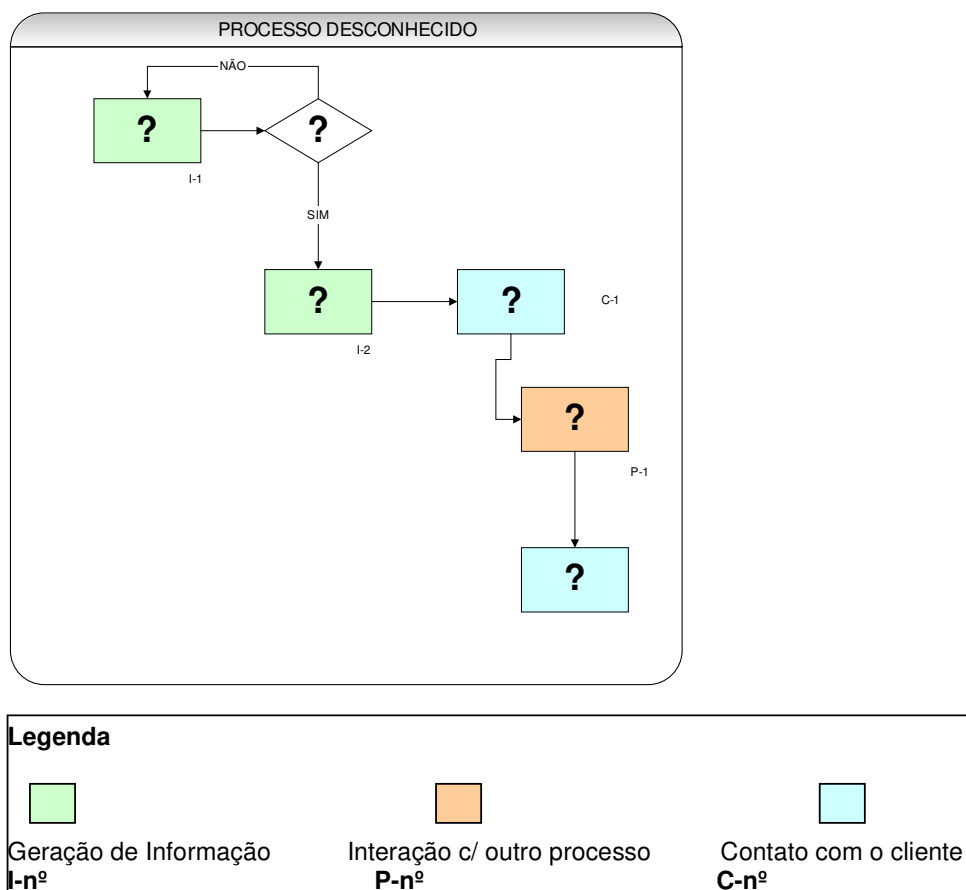 PROCESSO DESCONHECIDO
NÃO
?
?
I-1
SIM
?
?
C-1
I-2
?
P-1
?
Legenda
Geração de Informação Interação c/ outro processo Contato com o cliente
I-nº P-nº C-nº